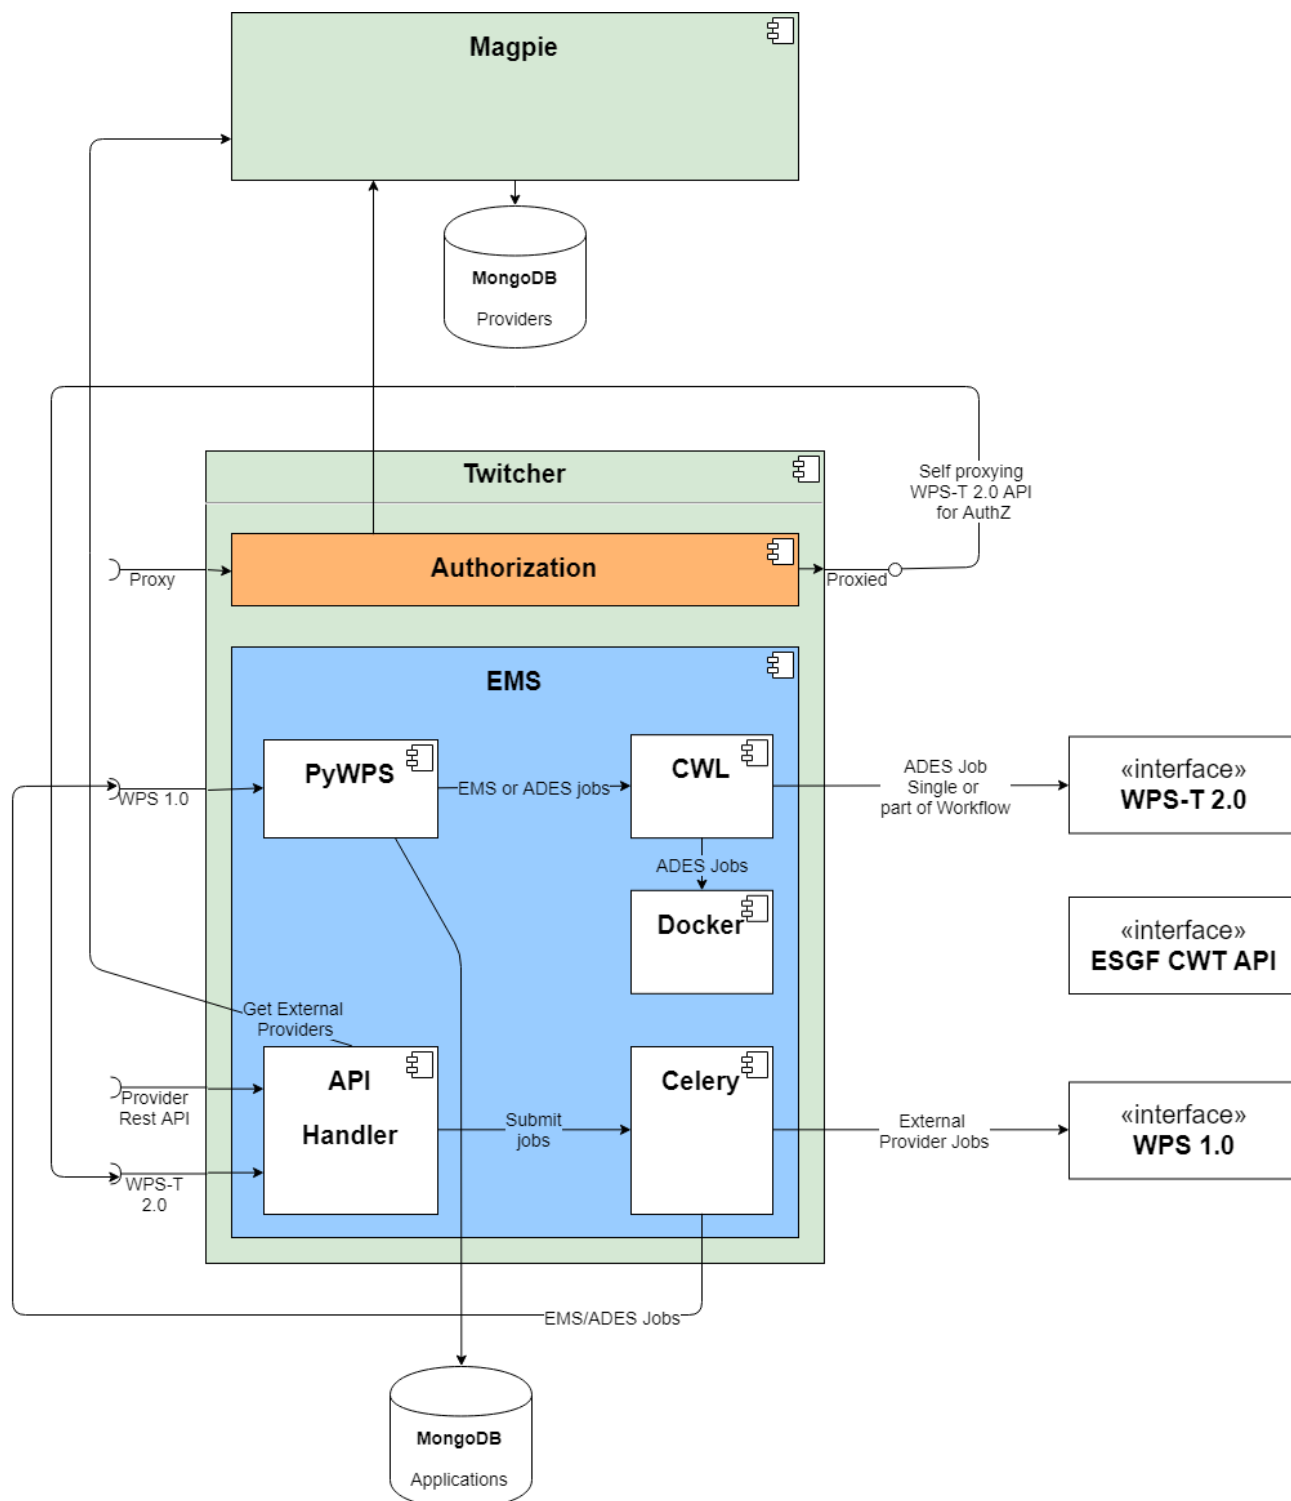 Magpie
MongoDB
Providers
Twitcher
Self proxying
WPS-T 2.0 API
for AuthZ
Authorization
Proxy
Proxied
EMS
PyWPS
CWL
WPS 1.0
EMS or ADES jobs
ADES Job
Single or
part of Workflow
«interface»
WPS-T 2.0
ADES Jobs
Docker
«interface»
ESGF CWT API
Get External
Providers
API
Handler
Celery
Provider
Rest API
Submit
jobs
External
Provider Jobs
«interface»
WPS 1.0
WPS-T
2.0
EMS/ADES Jobs
MongoDB
Applications